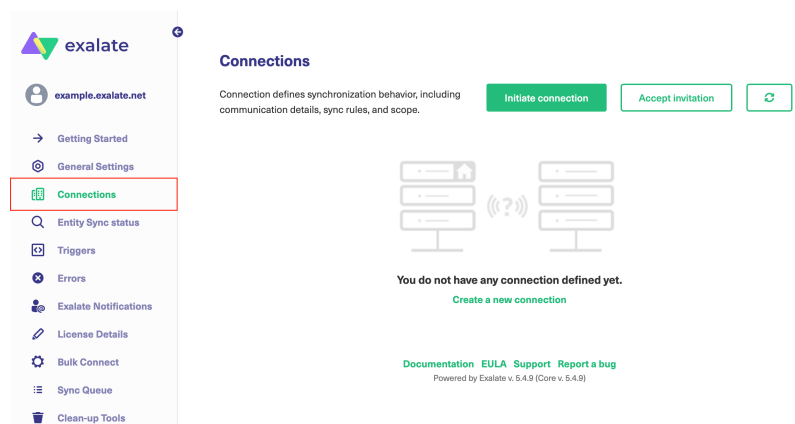 exalate
example.exalate.net
Getting Started
General Settings
Connections
Entity Sync status
Triggers
Errors
Exalate Notifications
License Details
Bulk Connect
Sync Queue
Clean-up Tools
Connections
Connection defines synchronization behavior, including
communication details, sync rules, and scope.
Initiate connection
Accept invitation
((?))
You do not have any connection defined yet.
Create a new connection
Documentation EULA Support Report a bug
Powered by Exalate v. 5.4.9 (Core v. 5.4.9)